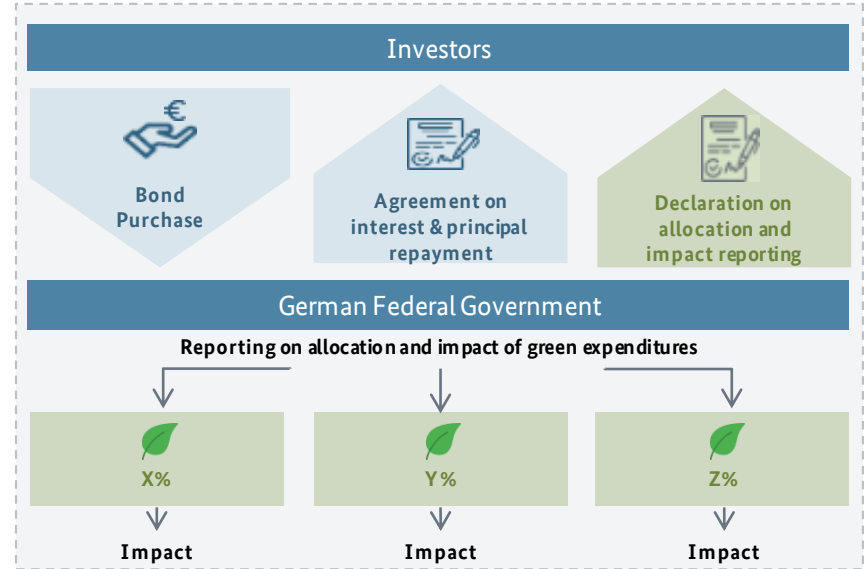 Investors
€
Bond
Purchase
Agreement on
interest & principal
repayment
Declaration on
allocation and
impact reporting
German Federal Government
Reporting on allocation and impact of green expenditures
X%
Y%
Z%
Impact
Impact
Impact